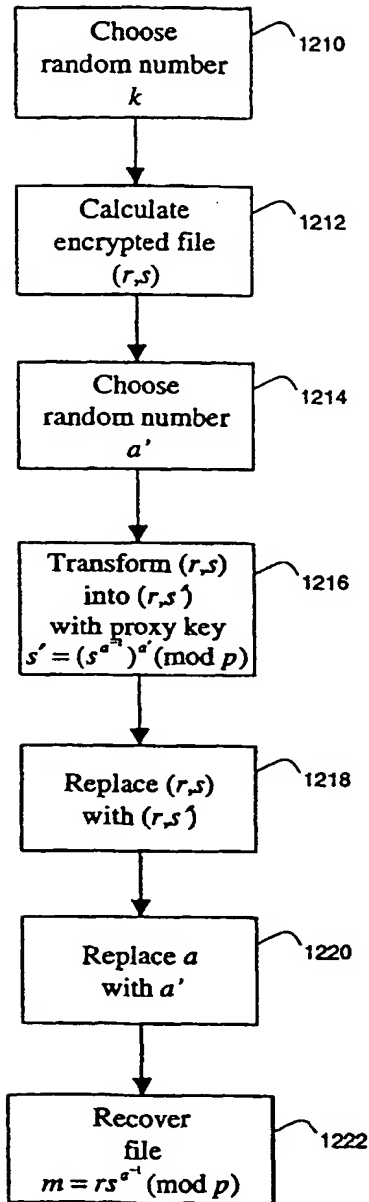 Choose
random number
k
1210
Calculate
encrypted file
(r,s)
1212
Choose
random number
a'
1214
Transform (r,s)
into (r,s')
with proxy key
s' = (s^{a^{-1}})^{a'} (mod p)
1216
Replace (r,s)
with (r,s')
1218
Replace a
with a'
1220
Recover
file
m = rs^{a^{-1}} (mod p)
1222